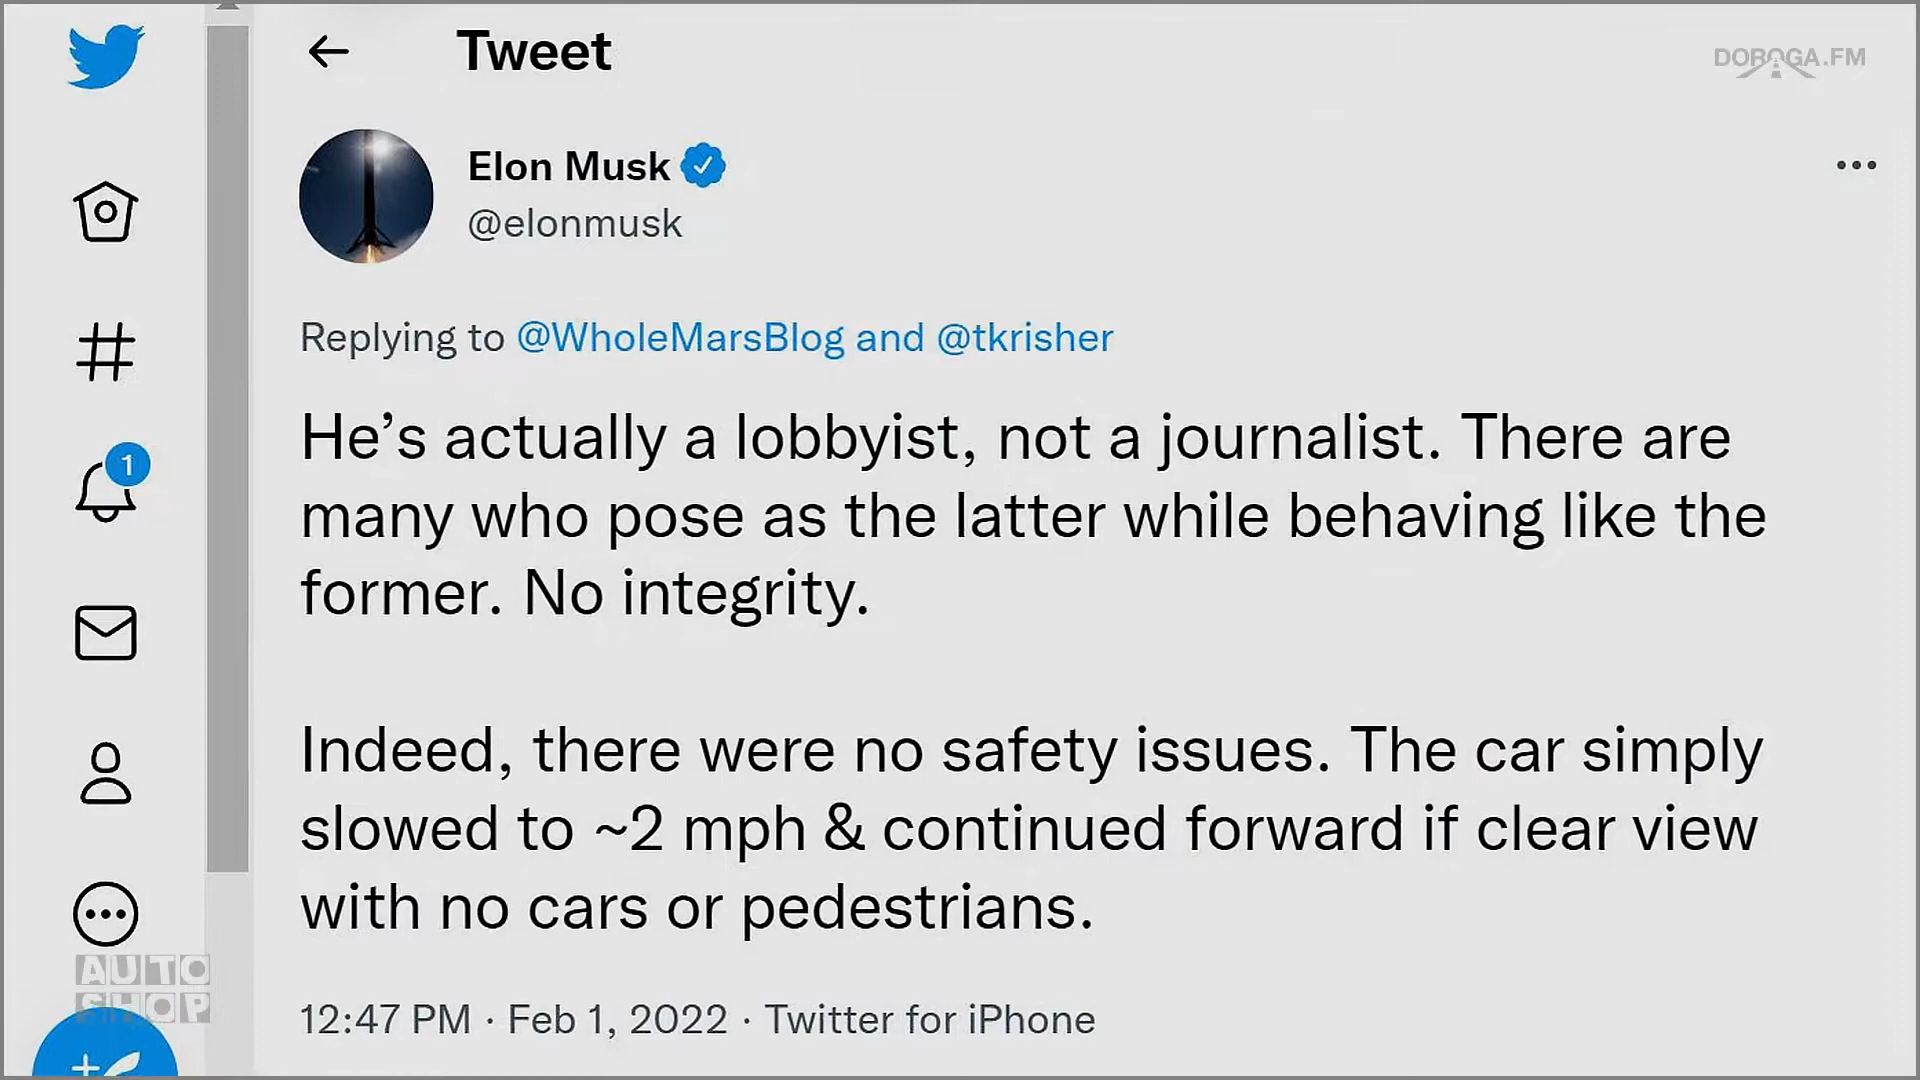 Tweet
DOROGA.FM
Elon Musk
@elonmusk
Replying to @WholeMarsBlog and @tkrisher
He’s actually a lobbyist, not a journalist. There are
many who pose as the latter while behaving like the
former. No integrity.
Indeed, there were no safety issues. The car simply
slowed to ~2 mph & continued forward if clear view
with no cars or pedestrians.
12:47 PM · Feb 1, 2022 · Twitter for iPhone
1
AUTO
SHOP